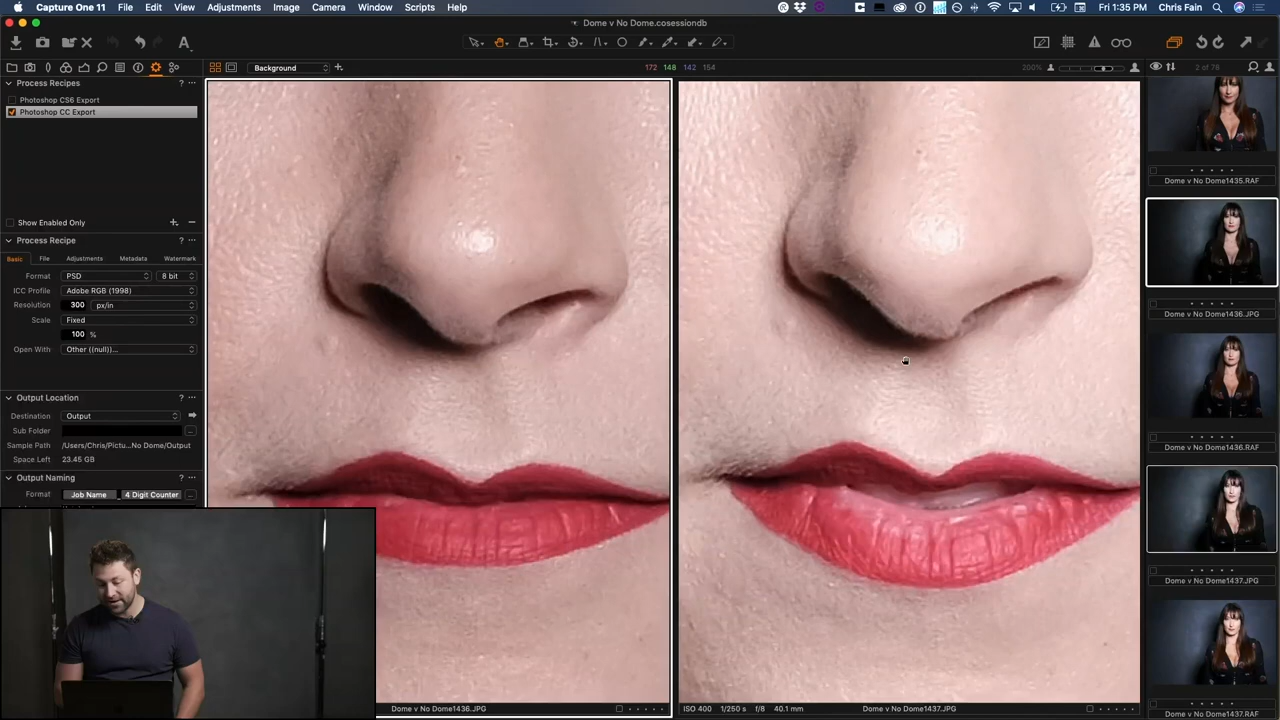 Capture One 11 File Edit View Adjustments Image Camera Window Scripts Help Fri 1:35 PM Chris Fain
Dome v No Dome.cosessiondb
Background 172 148 142 154 200% 2 of 78
Process Recipes ? ...
Photoshop CS6 Export
Photoshop CC Export
Show Enabled Only
Process Recipe ? ...
Basic File Adjustments Metadata Watermark
Format PSD 8 bit
ICC Profile Adobe RGB (1998)
Resolution 300 px/in
Scale Fixed
100 %
Open With Other ((null))...
Output Location ? ...
Destination Output
Sub Folder ...
Sample Path /Users/Chris/Pictu...No Dome/Output
Space Left 23.45 GB
Output Naming ? ...
Format Job Name _ 4 Digit Counter ...
Dome v No Dome1436.JPG
ISO 400 1/250 s f/8 40.1 mm Dome v No Dome1437.JPG
Dome v No Dome1435.RAF
Dome v No Dome1436.JPG
Dome v No Dome1436.RAF
Dome v No Dome1437.JPG
Dome v No Dome1437.RAF